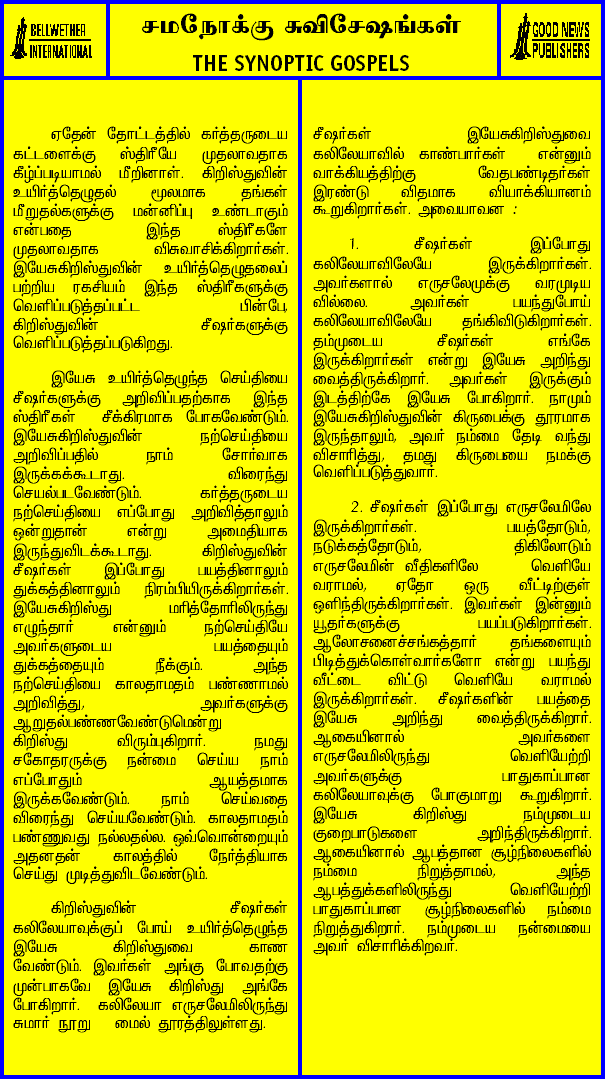 BELLWETHER
INTERNATIONAL
சமநோக்கு சுவிசேஷங்கள்
THE SYNOPTIC GOSPELS
GOOD NEWS
PUBLISHERS
ஏதேன் தோட்டத்தில் கர்த்தருடைய
கட்டளைக்கு ஸ்திரீயே முதலாவதாக
கீழ்ப்படியாமல் மீறினாள். கிறிஸ்துவின்
உயிர்த்தெழுதல் மூலமாக தங்கள்
மீறுதல்களுக்கு மன்னிப்பு உண்டாகும்
என்பதை இந்த ஸ்திரீகளே
முதலாவதாக விசுவாசிக்கிறார்கள்.
இயேசுகிறிஸ்துவின் உயிர்த்தெழுதலைப்
பற்றிய ரகசியம் இந்த ஸ்திரீகளுக்கு
வெளிப்படுத்தப்பட்ட பின்பே,
கிறிஸ்துவின் சீஷர்களுக்கு
வெளிப்படுத்தப்படுகிறது.
இயேசு உயிர்த்தெழுந்த செய்தியை
சீஷர்களுக்கு அறிவிப்பதற்காக இந்த
ஸ்திரீகள் சீக்கிரமாக போகவேண்டும்.
இயேசுகிறிஸ்துவின் நற்செய்தியை
அறிவிப்பதில் நாம் சோர்வாக
இருக்கக்கூடாது. விரைந்து
செயல்படவேண்டும். கர்த்தருடைய
நற்செய்தியை எப்போது அறிவித்தாலும்
ஒன்றுதான் என்று அமைதியாக
இருந்துவிடக்கூடாது. கிறிஸ்துவின்
சீஷர்கள் இப்போது பயத்தினாலும்
துக்கத்தினாலும் நிரம்பியிருக்கிறார்கள்.
இயேசுகிறிஸ்து மரித்தோரிலிருந்து
எழுந்தார் என்னும் நற்செய்தியே
அவர்களுடைய பயத்தையும்
துக்கத்தையும் நீக்கும். அந்த
நற்செய்தியை காலதாமதம் பண்ணாமல்
அறிவித்து, அவர்களுக்கு
ஆறுதல்பண்ணவேண்டுமென்று
கிறிஸ்து விரும்புகிறார். நமது
சகோதரருக்கு நன்மை செய்ய நாம்
எப்போதும் ஆயத்தமாக
இருக்கவேண்டும். நாம் செய்வதை
விரைந்து செய்யவேண்டும். காலதாமதம்
பண்ணுவது நல்லதல்ல. ஒவ்வொன்றையும்
அதனதன் காலத்தில் நேர்த்தியாக
செய்து முடித்துவிடவேண்டும்.
கிறிஸ்துவின் சீஷர்கள்
கலிலேயாவுக்குப் போய் உயிர்த்தெழுந்த
இயேசு கிறிஸ்துவை காண
வேண்டும். இவர்கள் அங்கு போவதற்கு
முன்பாகவே இயேசு கிறிஸ்து அங்கே
போகிறார். கலிலேயா எருசலேமிலிருந்து
சுமார் நூறு மைல் தூரத்திலுள்ளது.
சீஷர்கள் இயேசுகிறிஸ்துவை
கலிலேயாவில் காண்பார்கள் என்னும்
வாக்கியத்திற்கு வேதபண்டிதர்கள்
இரண்டு விதமாக வியாக்கியானம்
கூறுகிறார்கள். அவையாவன :
1. சீஷர்கள் இப்போது
கலிலேயாவிலேயே இருக்கிறார்கள்.
அவர்களால் எருசலேமுக்கு வரமுடிய
வில்லை. அவர்கள் பயந்துபோய்
கலிலேயாவிலேயே தங்கிவிடுகிறார்கள்.
தம்முடைய சீஷர்கள் எங்கே
இருக்கிறார்கள் என்று இயேசு அறிந்து
வைத்திருக்கிறார். அவர்கள் இருக்கும்
இடத்திற்கே இயேசு போகிறார். நாமும்
இயேசுகிறிஸ்துவின் கிருபைக்கு தூரமாக
இருந்தாலும், அவர் நம்மை தேடி வந்து
விசாரித்து, தமது கிருபையை நமக்கு
வெளிப்படுத்துவார்.
2. சீஷர்கள் இப்போது எருசலேமிலே
இருக்கிறார்கள். பயத்தோடும்,
நடுக்கத்தோடும், திகிலோடும்
எருசலேமின் வீதிகளிலே வெளியே
வராமல், ஏதோ ஒரு வீட்டிற்குள்
ஒளிந்திருக்கிறார்கள். இவர்கள் இன்னும்
யூதர்களுக்கு பயப்படுகிறார்கள்.
ஆலோசனைச்சங்கத்தார் தங்களையும்
பிடித்துக்கொள்வார்களோ என்று பயந்து
வீட்டை விட்டு வெளியே வராமல்
இருக்கிறார்கள். சீஷர்களின் பயத்தை
இயேசு அறிந்து வைத்திருக்கிறார்.
ஆகையினால் அவர்களை
எருசலேமிலிருந்து வெளியேற்றி
அவர்களுக்கு பாதுகாப்பான
கலிலேயாவுக்கு போகுமாறு கூறுகிறார்.
இயேசு கிறிஸ்து நம்முடைய
குறைபாடுகளை அறிந்திருக்கிறார்.
ஆகையினால் ஆபத்தான சூழ்நிலைகளில்
நம்மை நிறுத்தாமல், அந்த
ஆபத்துக்களிலிருந்து வெளியேற்றி
பாதுகாப்பான சூழ்நிலைகளில் நம்மை
நிறுத்துகிறார். நம்முடைய நன்மையை
அவர் விசாரிக்கிறவர்.